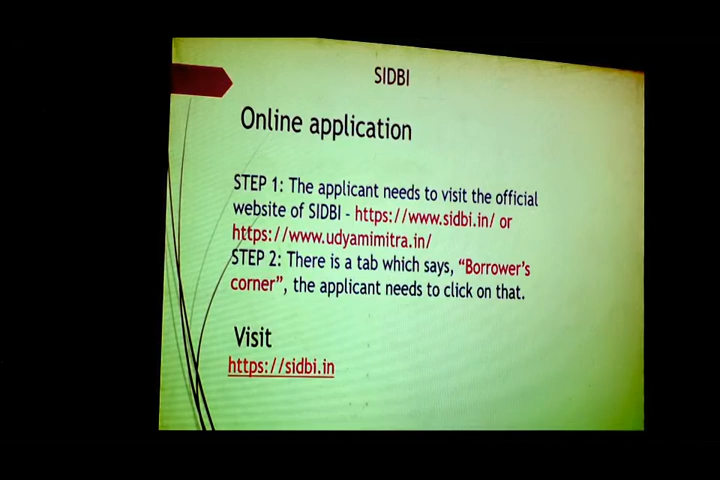 SIDBI
Online application
STEP 1: The applicant needs to visit the official
website of SIDBI - https://www.sidbi.in/ or
https://www.udyamimitra.in/
STEP 2: There is a tab which says, “Borrower’s
corner”, the applicant needs to click on that.
Visit
https://sidbi.in